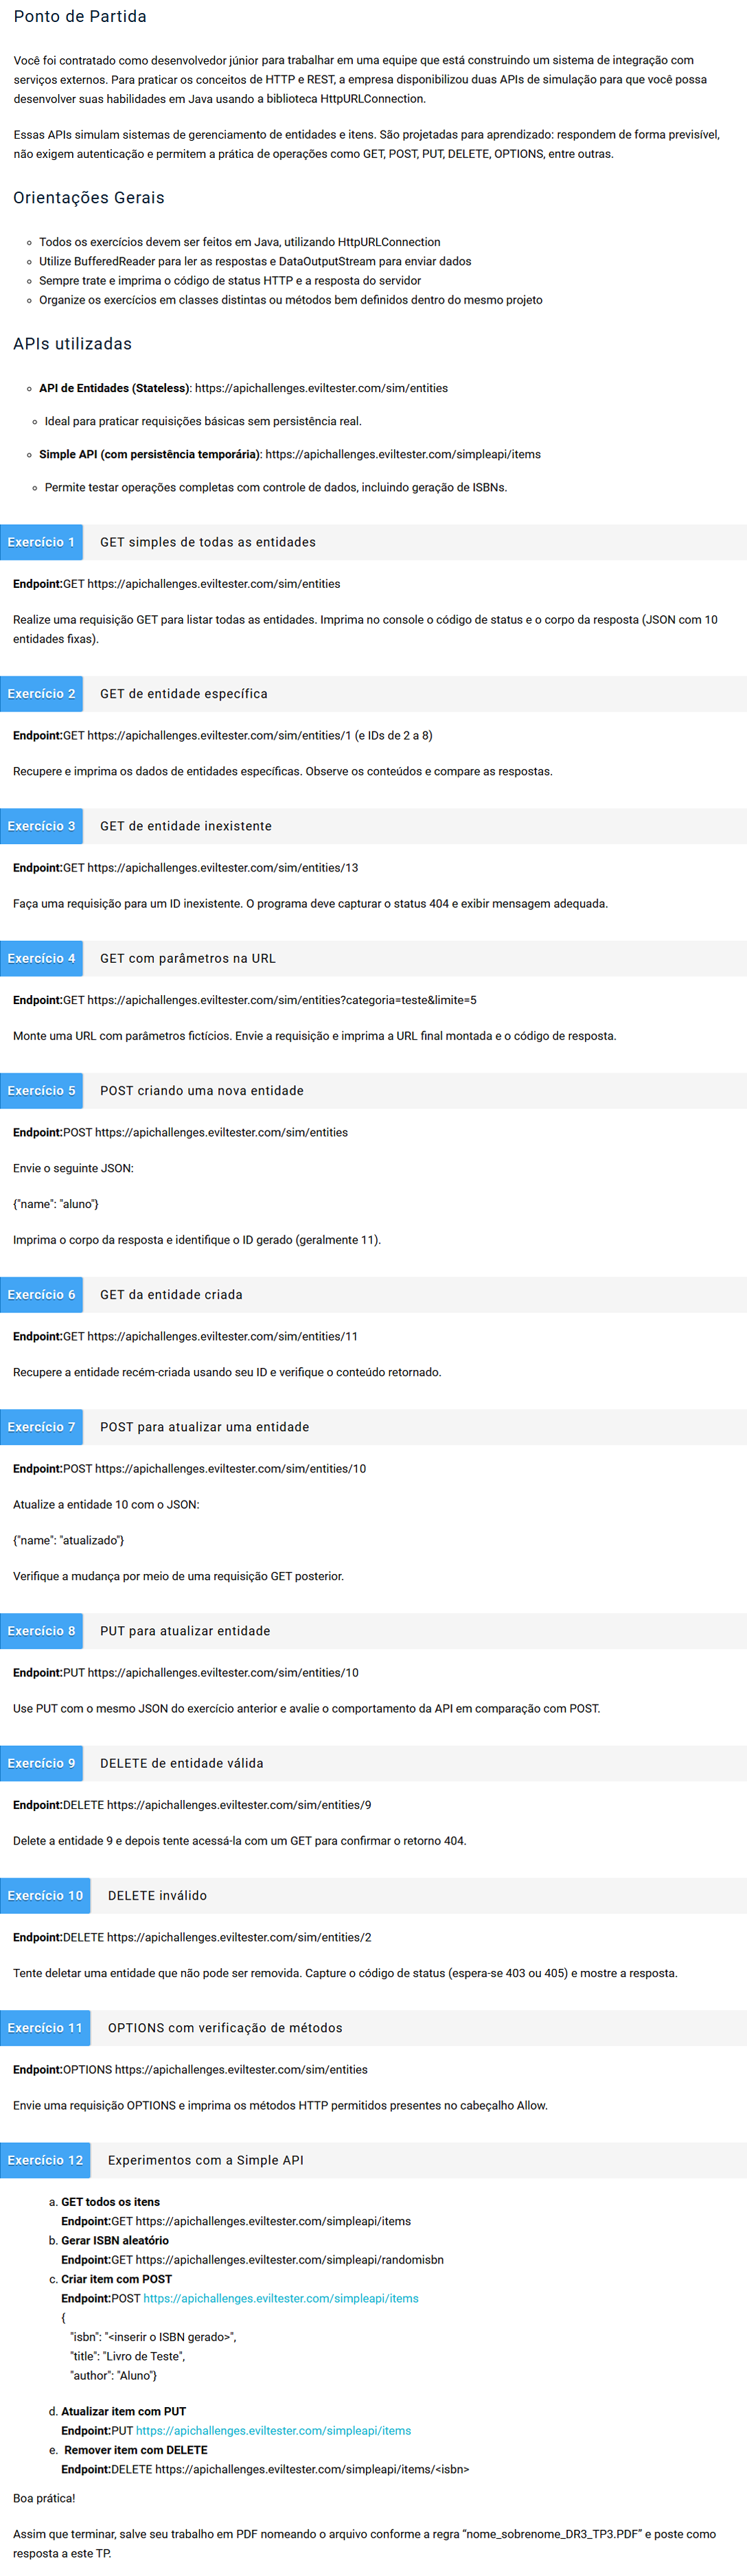 Ponto de Partida
Você foi contratado como desenvolvedor júnior para trabalhar em uma equipe que está construindo um sistema de integração com
serviços externos. Para praticar os conceitos de HTTP e REST, a empresa disponibilizou duas APIs de simulação para que você possa
desenvolver suas habilidades em Java usando a biblioteca HttpURLConnection.
Essas APIs simulam sistemas de gerenciamento de entidades e itens. São projetadas para aprendizado: respondem de forma previsível,
não exigem autenticação e permitem a prática de operações como GET, POST, PUT, DELETE, OPTIONS, entre outras.
Orientações Gerais
Todos os exercícios devem ser feitos em Java, utilizando HttpURLConnection
Utilize BufferedReader para ler as respostas e DataOutputStream para enviar dados
Sempre trate e imprima o código de status HTTP e a resposta do servidor
Organize os exercícios em classes distintas ou métodos bem definidos dentro do mesmo projeto
APIs utilizadas
API de Entidades (Stateless): https://apichallenges.eviltester.com/sim/entities
Ideal para praticar requisições básicas sem persistência real.
Simple API (com persistência temporária): https://apichallenges.eviltester.com/simpleapi/items
Permite testar operações completas com controle de dados, incluindo geração de ISBNs.
Exercício 1 GET simples de todas as entidades
Endpoint:GET https://apichallenges.eviltester.com/sim/entities
Realize uma requisição GET para listar todas as entidades. Imprima no console o código de status e o corpo da resposta (JSON com 10
entidades fixas).
Exercício 2 GET de entidade específica
Endpoint:GET https://apichallenges.eviltester.com/sim/entities/1 (e IDs de 2 a 8)
Recupere e imprima os dados de entidades específicas. Observe os conteúdos e compare as respostas.
Exercício 3 GET de entidade inexistente
Endpoint:GET https://apichallenges.eviltester.com/sim/entities/13
Faça uma requisição para um ID inexistente. O programa deve capturar o status 404 e exibir mensagem adequada.
Exercício 4 GET com parâmetros na URL
Endpoint:GET https://apichallenges.eviltester.com/sim/entities?categoria=teste&limite=5
Monte uma URL com parâmetros fictícios. Envie a requisição e imprima a URL final montada e o código de resposta.
Exercício 5 POST criando uma nova entidade
Endpoint:POST https://apichallenges.eviltester.com/sim/entities
Envie o seguinte JSON:
{"name": "aluno"}
Imprima o corpo da resposta e identifique o ID gerado (geralmente 11).
Exercício 6 GET da entidade criada
Endpoint:GET https://apichallenges.eviltester.com/sim/entities/11
Recupere a entidade recém-criada usando seu ID e verifique o conteúdo retornado.
Exercício 7 POST para atualizar uma entidade
Endpoint:POST https://apichallenges.eviltester.com/sim/entities/10
Atualize a entidade 10 com o JSON:
{"name": "atualizado"}
Verifique a mudança por meio de uma requisição GET posterior.
Exercício 8 PUT para atualizar entidade
Endpoint:PUT https://apichallenges.eviltester.com/sim/entities/10
Use PUT com o mesmo JSON do exercício anterior e avalie o comportamento da API em comparação com POST.
Exercício 9 DELETE de entidade válida
Endpoint:DELETE https://apichallenges.eviltester.com/sim/entities/9
Delete a entidade 9 e depois tente acessá-la com um GET para confirmar o retorno 404.
Exercício 10 DELETE inválido
Endpoint:DELETE https://apichallenges.eviltester.com/sim/entities/2
Tente deletar uma entidade que não pode ser removida. Capture o código de status (espera-se 403 ou 405) e mostre a resposta.
Exercício 11 OPTIONS com verificação de métodos
Endpoint:OPTIONS https://apichallenges.eviltester.com/sim/entities
Envie uma requisição OPTIONS e imprima os métodos HTTP permitidos presentes no cabeçalho Allow.
Exercício 12 Experimentos com a Simple API
a. GET todos os itens
Endpoint:GET https://apichallenges.eviltester.com/simpleapi/items
b. Gerar ISBN aleatório
Endpoint:GET https://apichallenges.eviltester.com/simpleapi/randomisbn
c. Criar item com POST
Endpoint:POST https://apichallenges.eviltester.com/simpleapi/items
{
"isbn": "<inserir o ISBN gerado>",
"title": "Livro de Teste",
"author": "Aluno"}
d. Atualizar item com PUT
Endpoint:PUT https://apichallenges.eviltester.com/simpleapi/items
e. Remover item com DELETE
Endpoint:DELETE https://apichallenges.eviltester.com/simpleapi/items/<isbn>
Boa prática!
Assim que terminar, salve seu trabalho em PDF nomeando o arquivo conforme a regra “nome_sobrenome_DR3_TP3.PDF” e poste como
resposta a este TP.